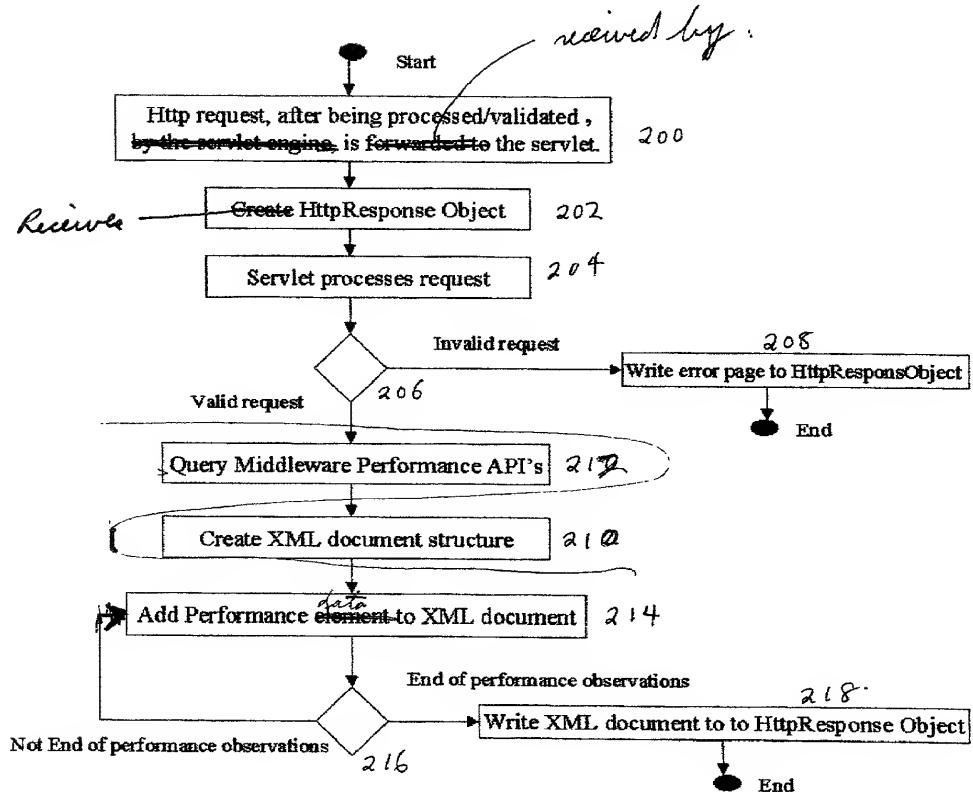 received by :
Start
Http request, after being processed/validated ,
by the servlet engine, is forwarded to the servlet.
200
Receives
Create HttpResponse Object
202
Servlet processes request
204
Invalid request
208
Write error page to HttpResponsObject
206
Valid request
End
Query Middleware Performance API's
212
Create XML document structure
210
data
Add Performance element to XML document
214
End of performance observations
218.
Write XML document to to HttpResponse Object
Not End of performance observations
216
End